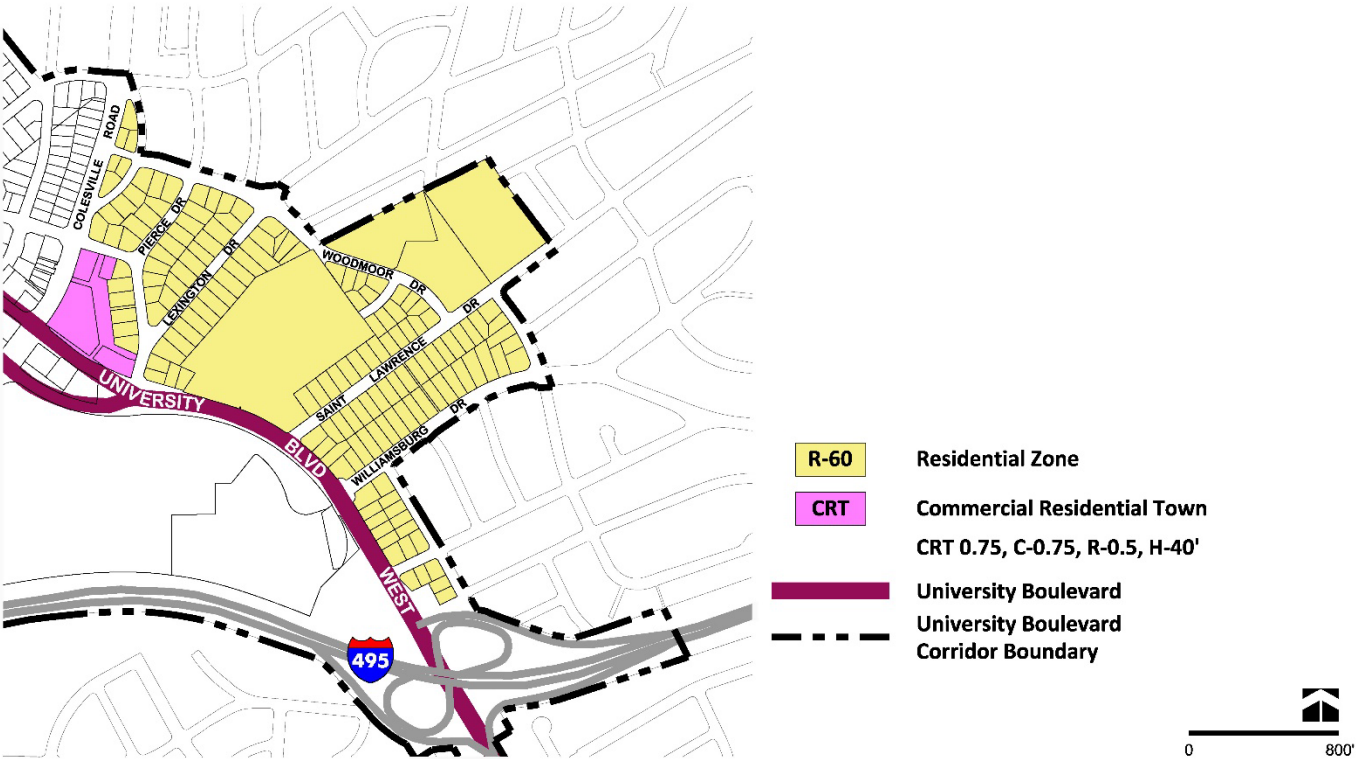 COLESVILLE ROAD
PIERCE DR
LEXINGTON DR
WOODMOOR DR
SAINT LAWRENCE DR
WILLIAMSBURG DR
UNIVERSITY BLVD WEST
495
R-60 Residential Zone
CRT Commercial Residential Town
CRT 0.75, C-0.75, R-0.5, H-40'
University Boulevard
University Boulevard
Corridor Boundary
0 800'